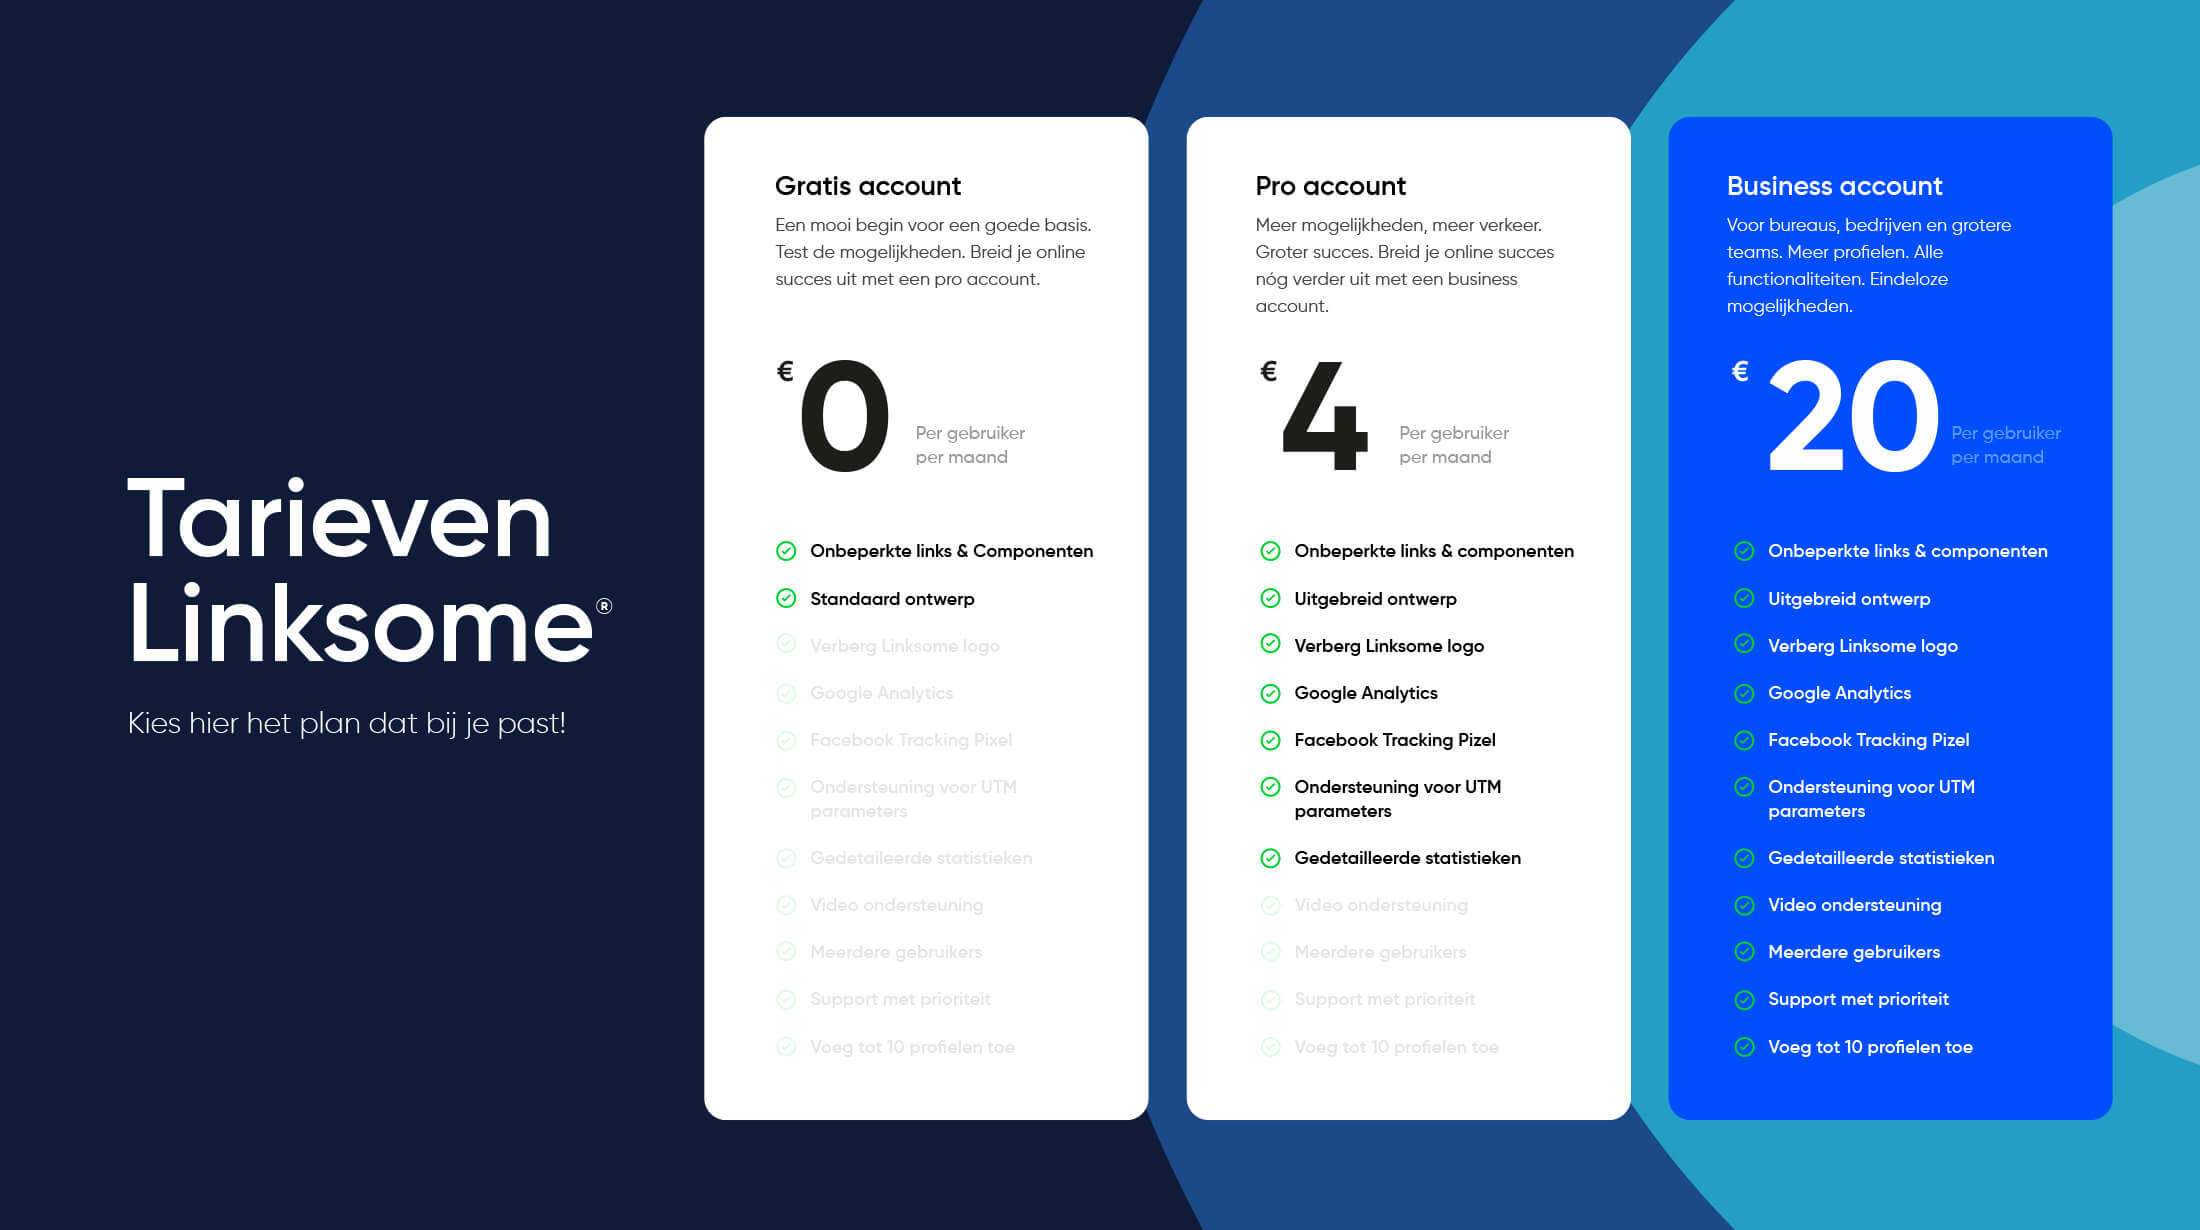 Tarieven
Linksome®
Kies hier het plan dat bij je past!
Gratis account
Een mooi begin voor een goede basis.
Test de mogelijkheden. Breid je online
succes uit met een pro account.
€ 0
Per gebruiker
per maand
Onbeperkte links & Componenten
Standaard ontwerp
Verberg Linksome logo
Google Analytics
Facebook Tracking Pixel
Ondersteuning voor UTM
parameters
Gedetaileerde statistieken
Video ondersteuning
Meerdere gebruikers
Support met prioriteit
Voeg tot 10 profielen toe
Pro account
Meer mogelijkheden, meer verkeer.
Groter succes. Breid je online succes
nóg verder uit met een business
account.
€ 4
Per gebruiker
per maand
Onbeperkte links & componenten
Uitgebreid ontwerp
Verberg Linksome logo
Google Analytics
Facebook Tracking Pizel
Ondersteuning voor UTM
parameters
Gedetailleerde statistieken
Video ondersteuning
Meerdere gebruikers
Support met prioriteit
Voeg tot 10 profielen toe
Business account
Voor bureaus, bedrijven en grotere
teams. Meer profielen. Alle
functionaliteiten. Eindeloze
mogelijkheden.
€ 20
Per gebruiker
per maand
Onbeperkte links & componenten
Uitgebreid ontwerp
Verberg Linksome logo
Google Analytics
Facebook Tracking Pizel
Ondersteuning voor UTM
parameters
Gedetailleerde statistieken
Video ondersteuning
Meerdere gebruikers
Support met prioriteit
Voeg tot 10 profielen toe